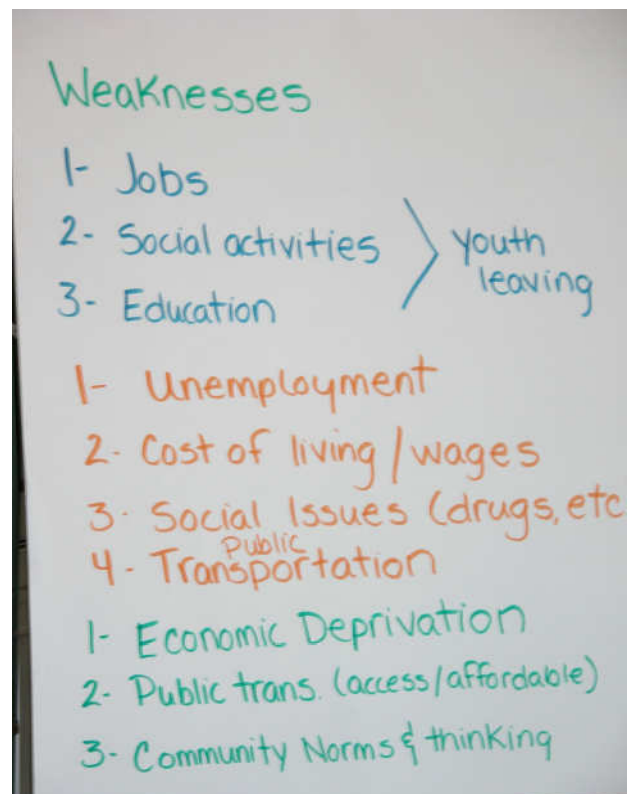 Weaknesses
1- Jobs
2- Social activities
3- Education
youth
leaving
1- Unemployment
2- Cost of living / wages
3- Social Issues (drugs, etc
Public
4- Transportation
1- Economic Deprivation
2- Public trans. (access/affordable)
3- Community Norms & thinking